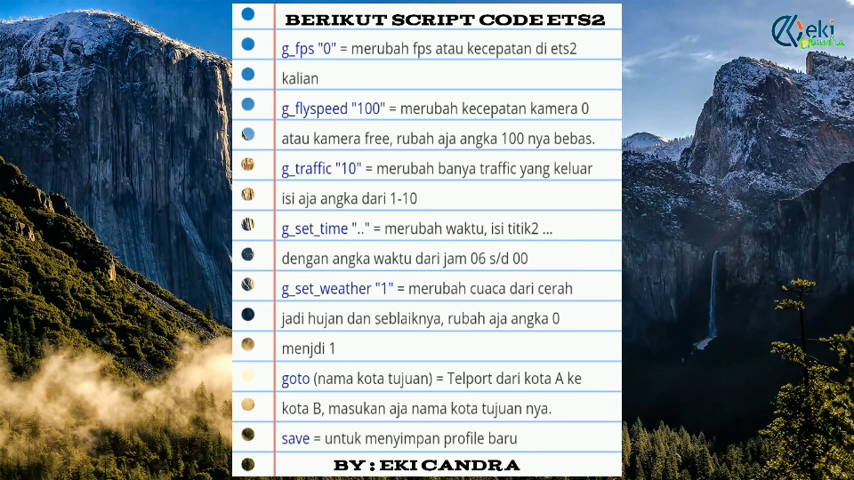 BERIKUT SCRIPT CODE ETS2
g_fps "0" = merubah fps atau kecepatan di ets2
kalian
g_flyspeed "100" = merubah kecepatan kamera 0
atau kamera free, rubah aja angka 100 nya bebas.
g_traffic "10" = merubah banya traffic yang keluar
isi aja angka dari 1-10
g_set_time ".." = merubah waktu, isi titik2 ...
dengan angka waktu dari jam 06 s/d 00
g_set_weather "1" = merubah cuaca dari cerah
jadi hujan dan seblaiknya, rubah aja angka 0
menjdi 1
goto (nama kota tujuan) = Telport dari kota A ke
kota B, masukan aja nama kota tujuan nya.
save = untuk menyimpan profile baru
BY : EKI CANDRA
eki